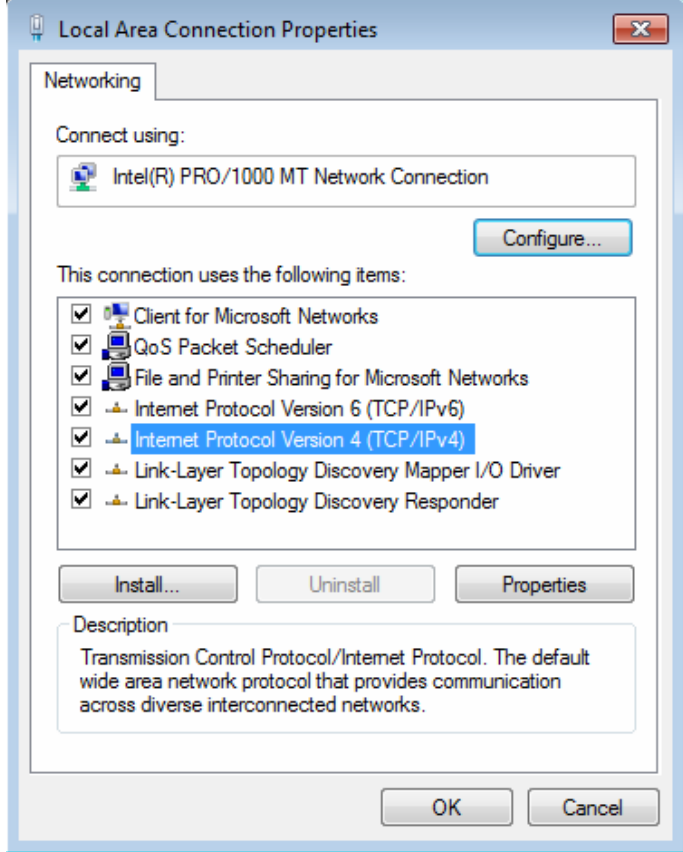 Local Area Connection Properties
Networking
Connect using:
Intel(R) PRO/1000 MT Network Connection
Configure...
This connection uses the following items:
Client for Microsoft Networks
QoS Packet Scheduler
File and Printer Sharing for Microsoft Networks
Internet Protocol Version 6 (TCP/IPv6)
Internet Protocol Version 4 (TCP/IPv4)
Link-Layer Topology Discovery Mapper I/O Driver
Link-Layer Topology Discovery Responder
Install... Uninstall Properties
Description
Transmission Control Protocol/Internet Protocol. The default
wide area network protocol that provides communication
across diverse interconnected networks.
OK Cancel